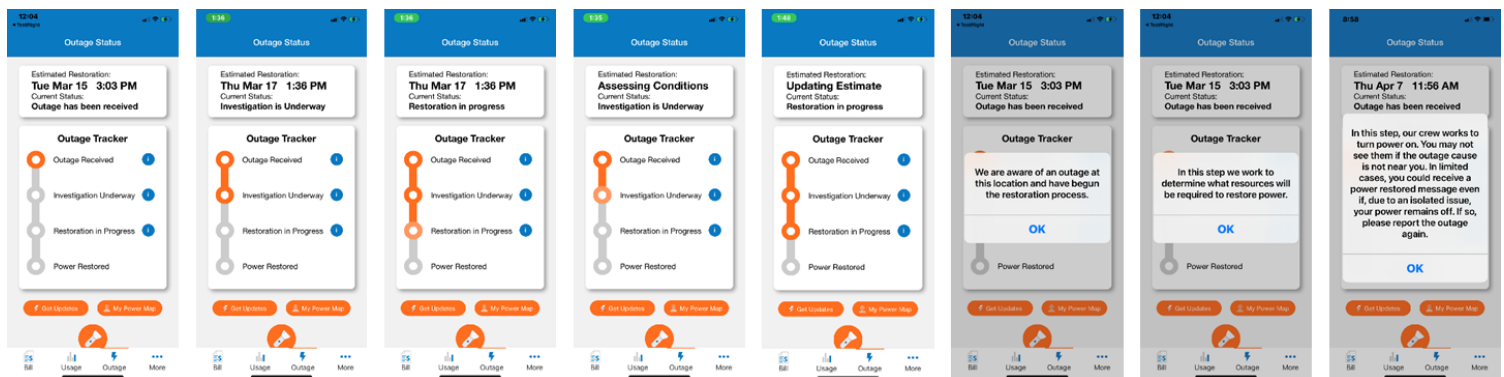 12:04
TestFlight
Outage Status
Estimated Restoration:
Tue Mar 15 3:03 PM
Current Status:
Outage has been received
Outage Tracker
Outage Received
Investigation Underway
Restoration in Progress
Power Restored
Get Updates
My Power Map
Bill
Usage
Outage
More
1:36
Outage Status
Estimated Restoration:
Thu Mar 17 1:36 PM
Current Status:
Investigation is Underway
Outage Tracker
Outage Received
Investigation Underway
Restoration in Progress
Power Restored
Get Updates
My Power Map
Bill
Usage
Outage
More
1:36
Outage Status
Estimated Restoration:
Thu Mar 17 1:36 PM
Current Status:
Restoration in progress
Outage Tracker
Outage Received
Investigation Underway
Restoration in Progress
Power Restored
Get Updates
My Power Map
Bill
Usage
Outage
More
1:35
Outage Status
Estimated Restoration:
Assessing Conditions
Current Status:
Investigation is Underway
Outage Tracker
Outage Received
Investigation Underway
Restoration in Progress
Power Restored
Get Updates
My Power Map
Bill
Usage
Outage
More
Outage Status
Estimated Restoration:
Updating Estimate
Current Status:
Restoration in progress
Outage Tracker
Outage Received
Investigation Underway
Restoration in Progress
Power Restored
Get Updates
My Power Map
Bill
Usage
Outage
More
12:04
TestFlight
Outage Status
Estimated Restoration:
Tue Mar 15 3:03 PM
Current Status:
Outage has been received
Outage Tracker
We are aware of an outage at
this location and have begun
the restoration process.
OK
Power Restored
Get Updates
My Power Map
Bill
Usage
Outage
More
12:04
TestFlight
Outage Status
Estimated Restoration:
Tue Mar 15 3:03 PM
Current Status:
Outage has been received
Outage Tracker
In this step we work to
determine what resources will
be required to restore power.
OK
Power Restored
Get Updates
My Power Map
Bill
Usage
Outage
More
8:58
Outage Status
Estimated Restoration:
Thu Apr 7 11:56 AM
Current Status:
Outage has been received
In this step, our crew works to
turn power on. You may not
see them if the outage cause
is not near you. In limited
cases, you could receive a
power restored message even
if, due to an isolated issue,
your power remains off. If so,
please report the outage
again.
OK
Get Updates
My Power Map
Bill
Usage
Outage
More